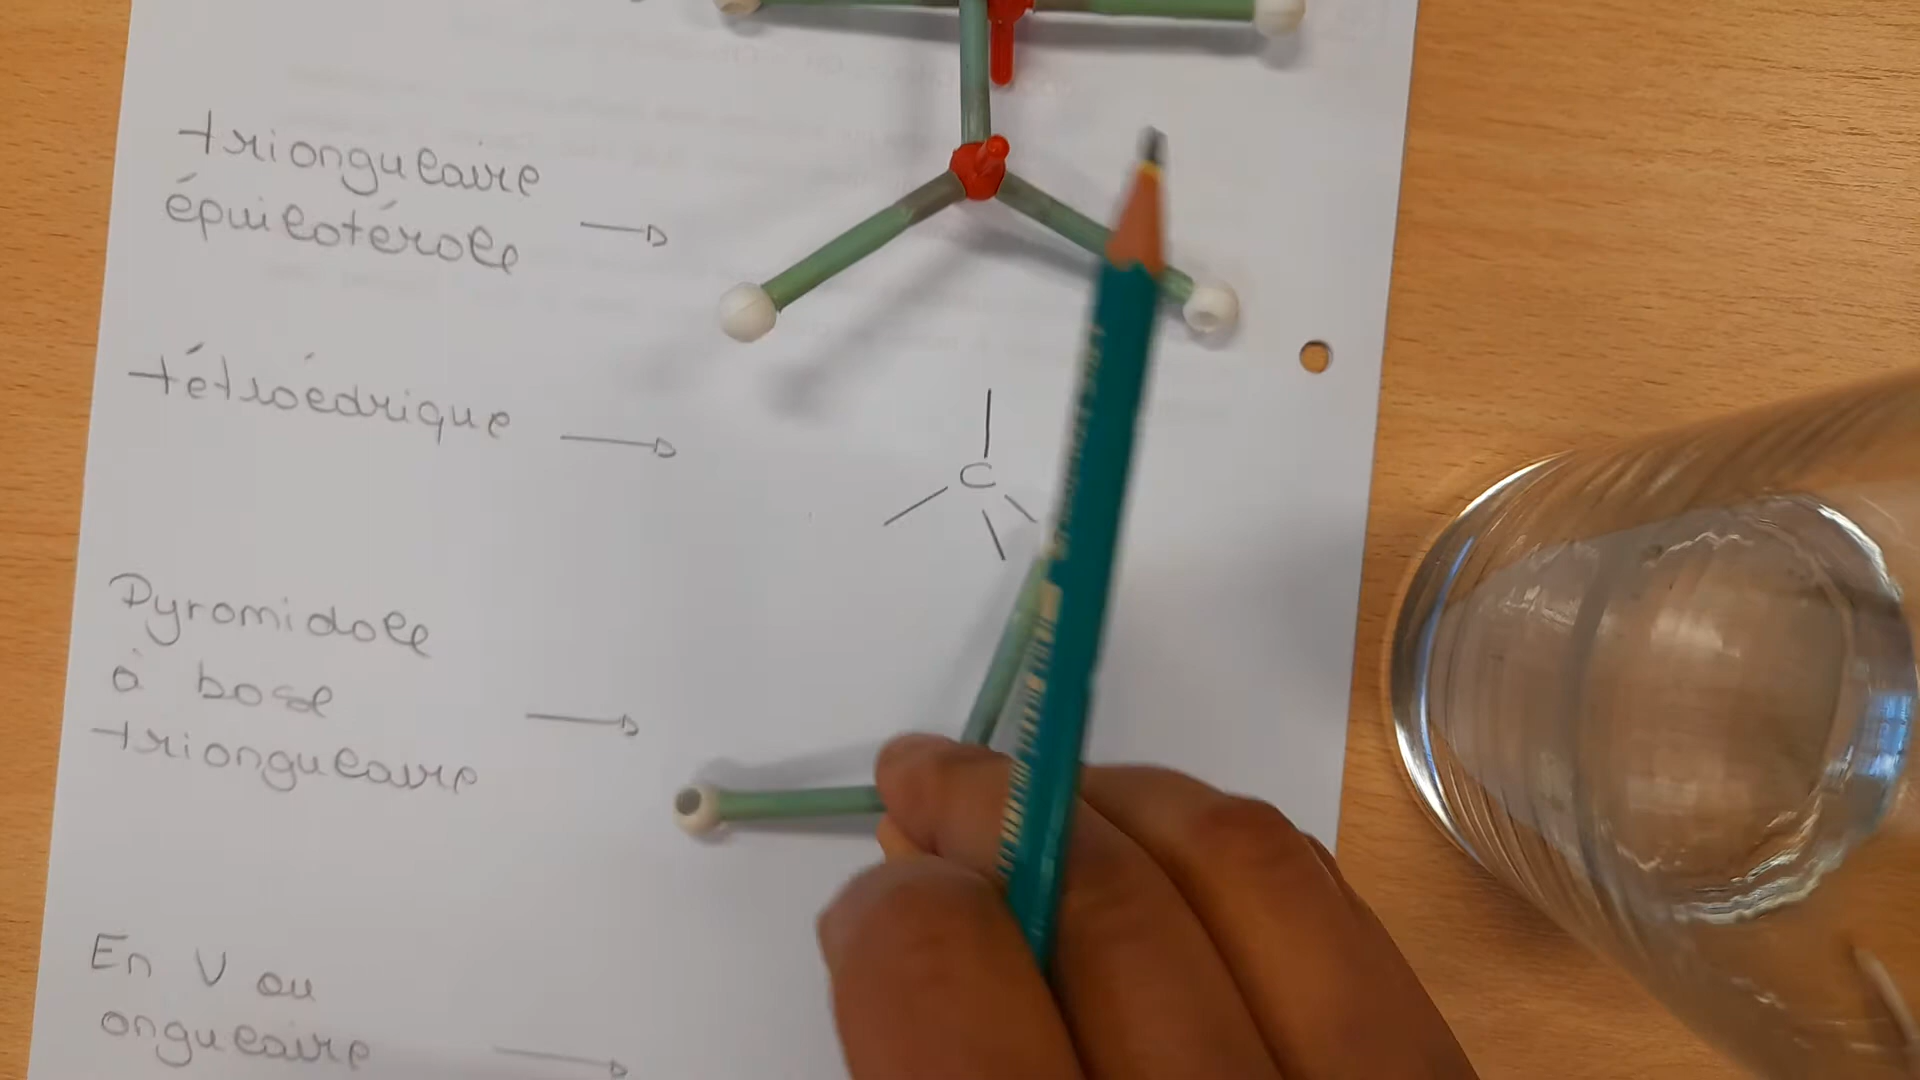 triangulaire
équilatérale
tétraédrique
C
Pyramidale
à base
triangulaire
En V ou
angulaire